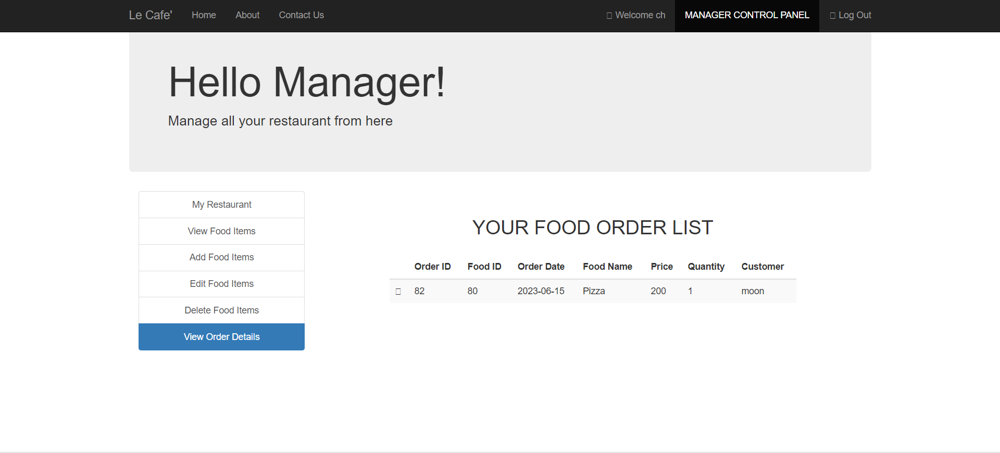 Le Cafe' Home About Contact Us Welcome ch MANAGER CONTROL PANEL Log Out
Hello Manager!
Manage all your restaurant from here
My Restaurant
View Food Items
Add Food Items
Edit Food Items
Delete Food Items
View Order Details
YOUR FOOD ORDER LIST
Order ID Food ID Order Date Food Name Price Quantity Customer
82 80 2023-06-15 Pizza 200 1 moon